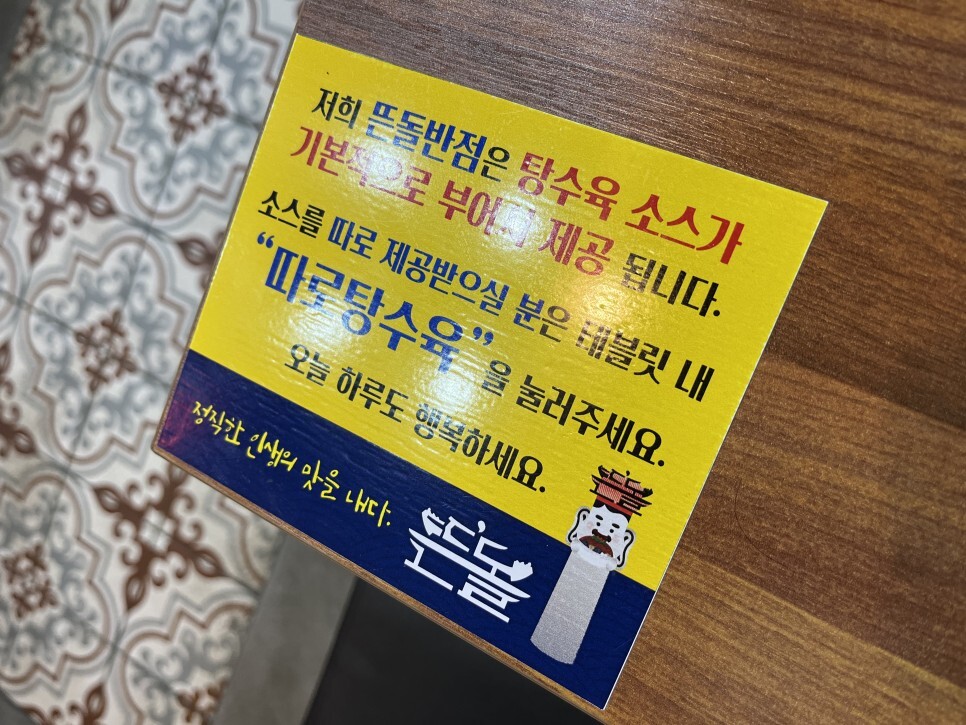 저희 뜬돌반점은 탕수육 소스가
기본적으로 부어서 제공 됩니다.
소스를 따로 제공받으실 분은 테블릿 내
“따로탕수육”을 눌러주세요.
오늘 하루도 행복하세요.
정직한 인생의 맛을 내다.
뜬돌
뜬돌